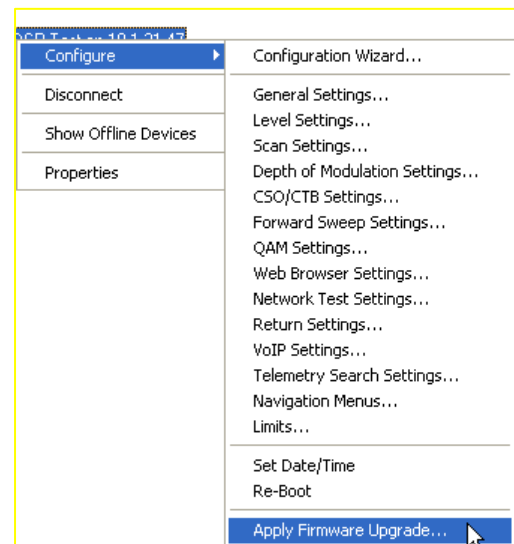 Configure
Disconnect
Show Offline Devices
Properties
Configuration Wizard...
General Settings...
Level Settings...
Scan Settings...
Depth of Modulation Settings...
CSO/CTB Settings...
Forward Sweep Settings...
QAM Settings...
Web Browser Settings...
Network Test Settings...
Return Settings...
VoIP Settings...
Telemetry Search Settings...
Navigation Menus...
Limits...
Set Date/Time
Re-Boot
Apply Firmware Upgrade...